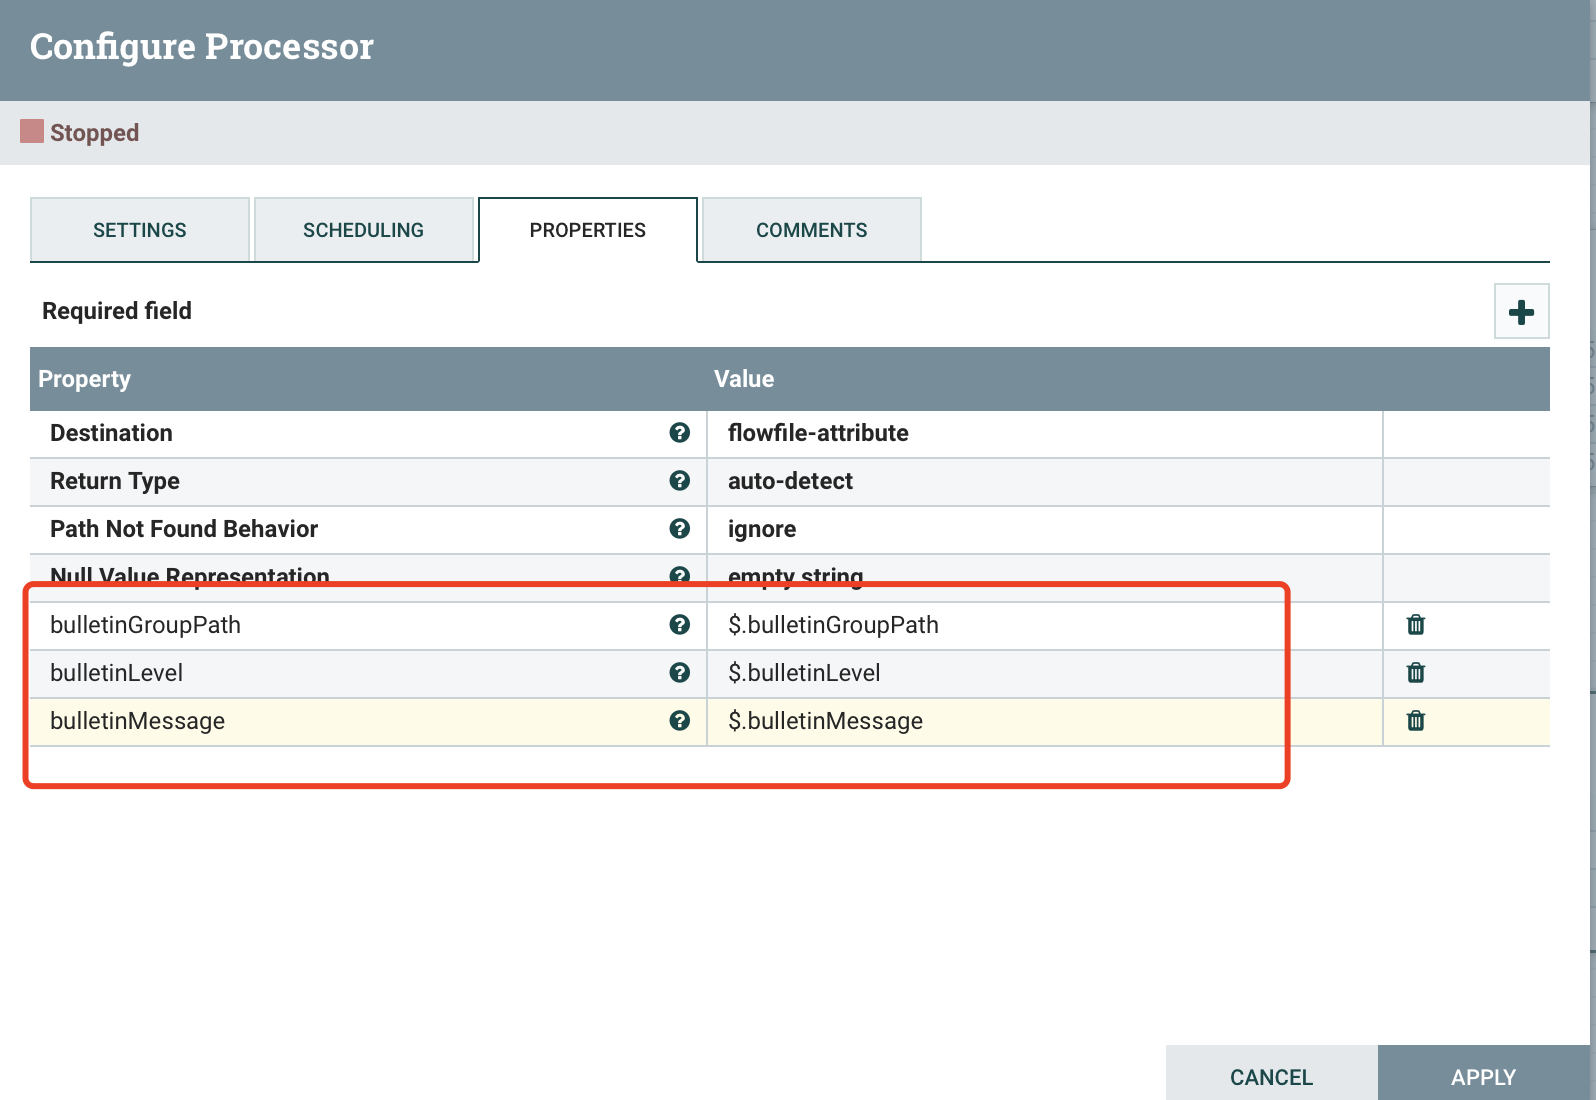 Configure Processor
Stopped
SETTINGS SCHEDULING PROPERTIES COMMENTS
Required field
Property Value
Destination flowfile-attribute
Return Type auto-detect
Path Not Found Behavior ignore
Null Value Representation empty string
bulletinGroupPath $.bulletinGroupPath
bulletinLevel $.bulletinLevel
bulletinMessage $.bulletinMessage
CANCEL APPLY